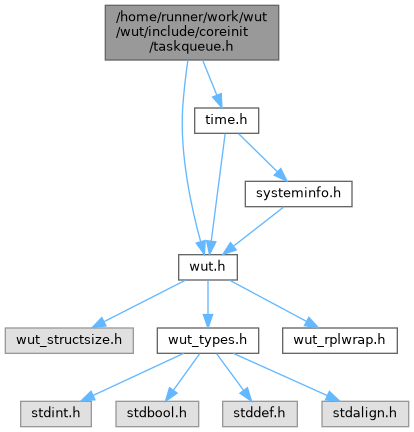 /home/runner/work/wut
/wut/include/coreinit
/taskqueue.h
time.h
systeminfo.h
wut.h
wut_structsize.h
wut_types.h
wut_rplwrap.h
stdint.h
stdbool.h
stddef.h
stdalign.h